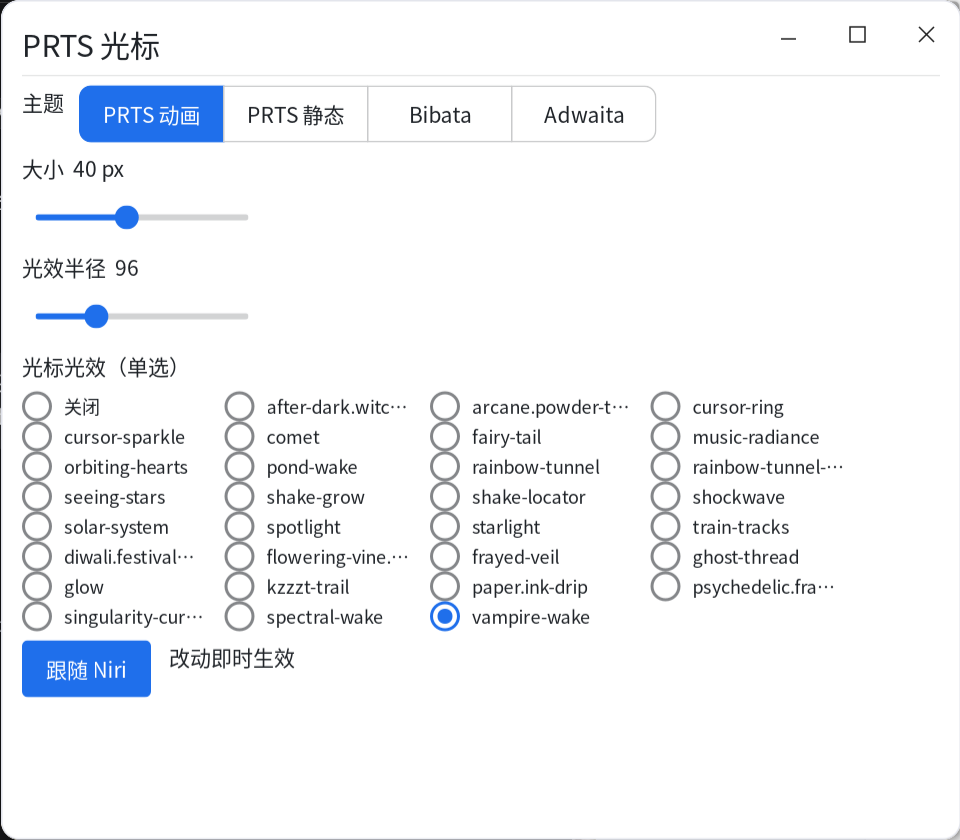 PRTS 光标
主题 PRTS 动画 PRTS 静态 Bibata Adwaita
大小 40 px
光效半径 96
光标光效（单选）
关闭 after-dark.witc··· arcane.powder-t··· cursor-ring
cursor-sparkle comet fairy-tail music-radiance
orbiting-hearts pond-wake rainbow-tunnel rainbow-tunnel-···
seeing-stars shake-grow shake-locator shockwave
solar-system spotlight starlight train-tracks
diwali.festival··· flowering-vine.··· frayed-veil ghost-thread
glow kzzzt-trail paper.ink-drip psychedelic.fra···
singularity-cur··· spectral-wake vampire-wake
跟随 Niri 改动即时生效